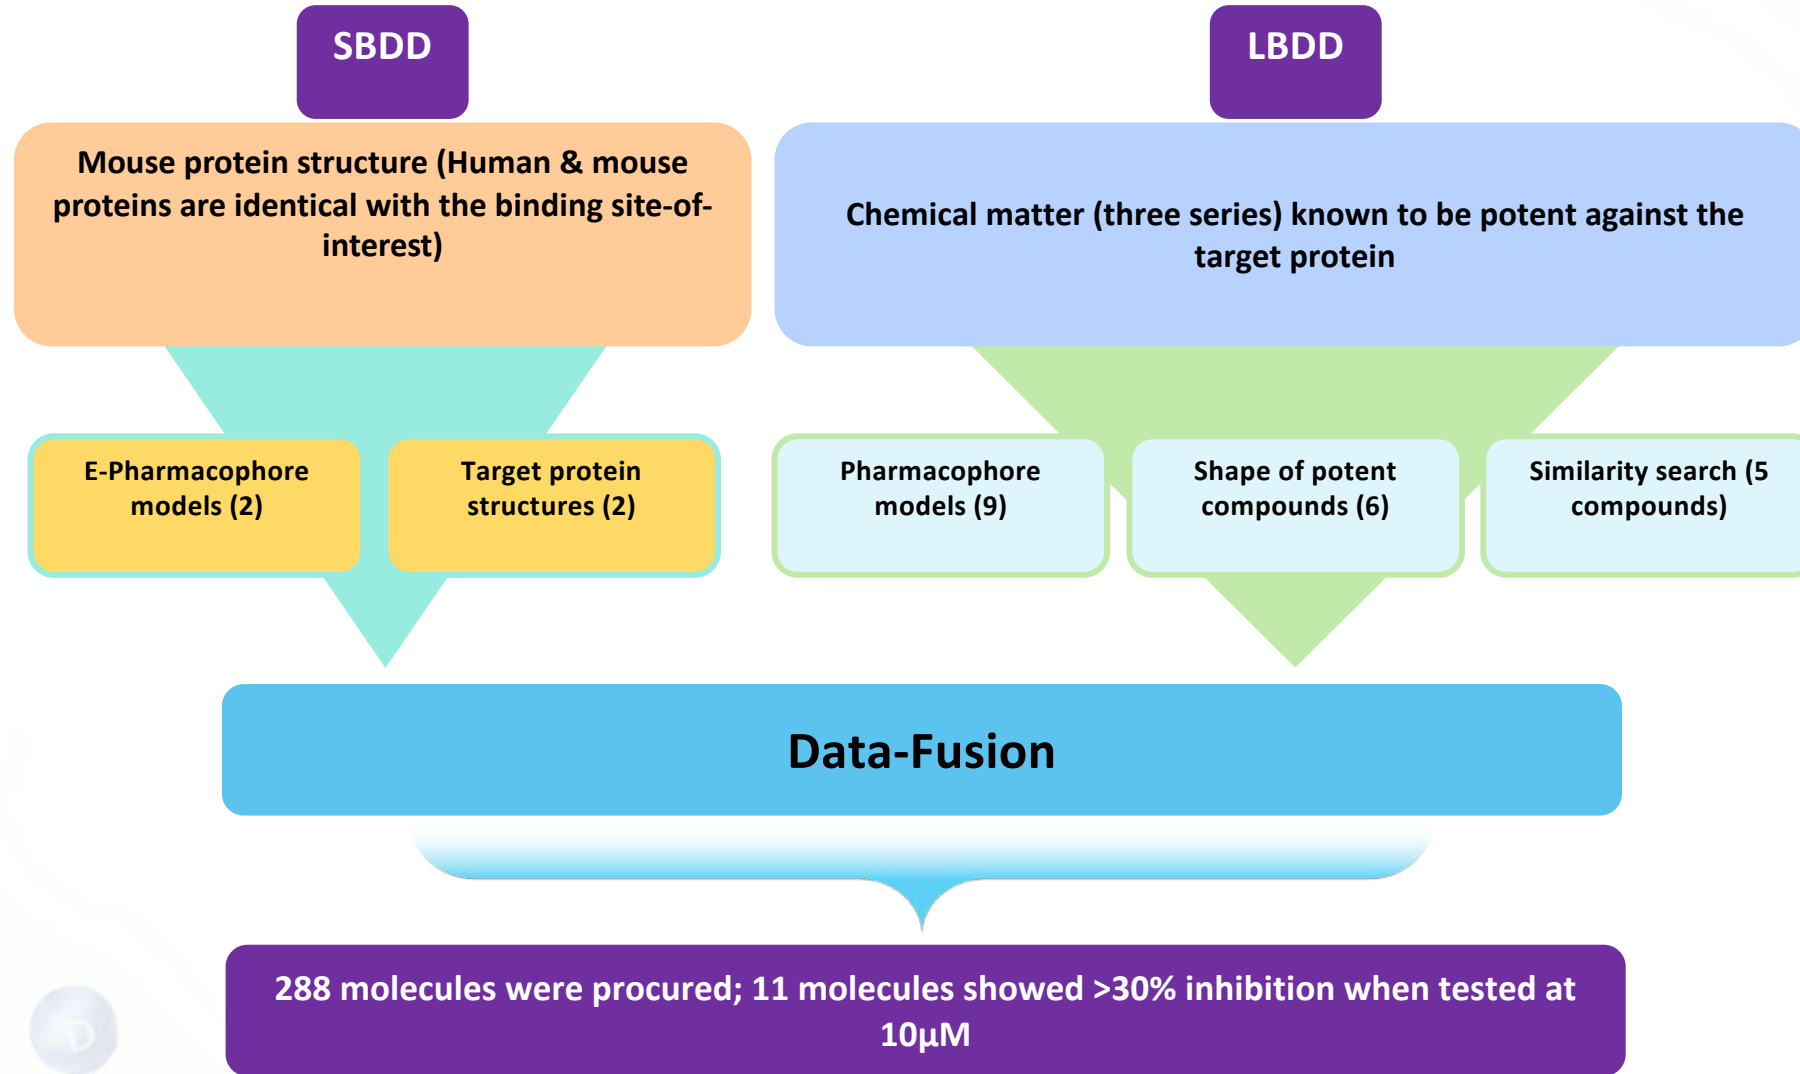 SBDD
LBDD
Mouse protein structure (Human & mouse
proteins are identical with the binding site-of-
interest)
Chemical matter (three series) known to be potent against the
target protein
E-Pharmacophore
models (2)
Target protein
structures (2)
Pharmacophore
models (9)
Shape of potent
compounds (6)
Similarity search (5
compounds)
Data-Fusion
288 molecules were procured; 11 molecules showed >30% inhibition when tested at
10µM
D